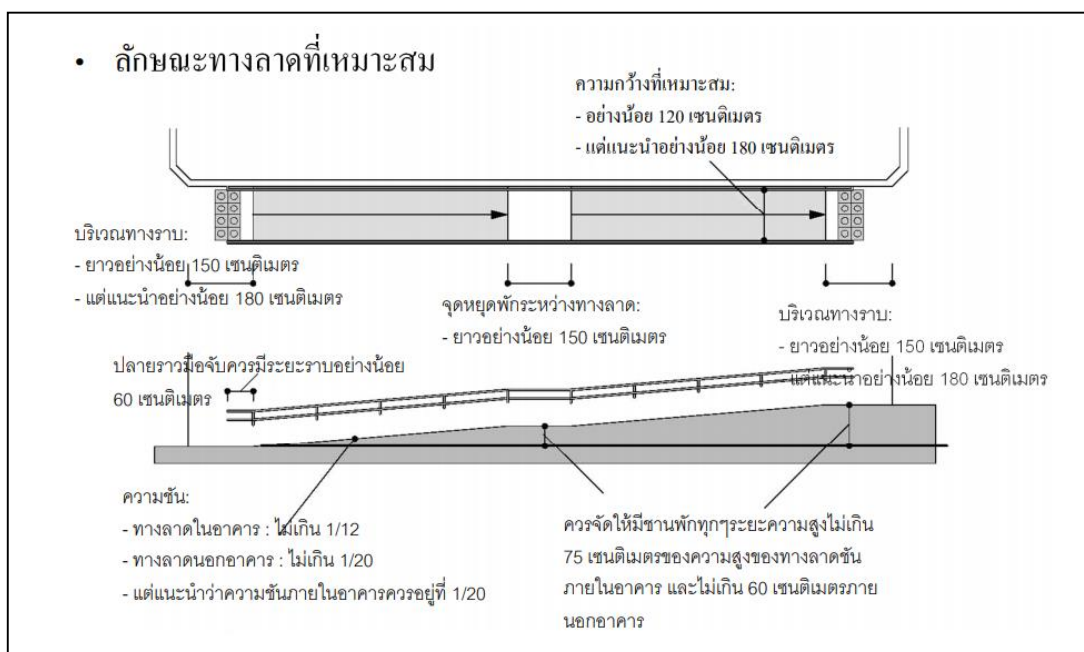 • ลักษณะทางลาดที่เหมาะสม
ความกว้างที่เหมาะสม:
- อย่างน้อย 120 เซนติเมตร
- แต่แนะนำอย่างน้อย 180 เซนติเมตร
บริเวณทางราบ:
- ยาวอย่างน้อย 150 เซนติเมตร
- แต่แนะนำอย่างน้อย 180 เซนติเมตร
จุดหยุดพักระหว่างทางลาด:
- ยาวอย่างน้อย 150 เซนติเมตร
บริเวณทางราบ:
- ยาวอย่างน้อย 150 เซนติเมตร
- แต่แนะนำอย่างน้อย 180 เซนติเมตร
ปลายราวมือจับควรมีระยะราบอย่างน้อย
60 เซนติเมตร
ความชัน:
- ทางลาดในอาคาร : ไม่เกิน 1/12
- ทางลาดนอกอาคาร : ไม่เกิน 1/20
- แต่แนะนำว่าความชันภายในอาคารควรอยู่ที่ 1/20
ควรจัดให้มีชานพักทุกๆระยะความสูงไม่เกิน
75 เซนติเมตรของความสูงของทางลาดชัน
ภายในอาคาร และไม่เกิน 60 เซนติเมตรภาย
นอกอาคาร